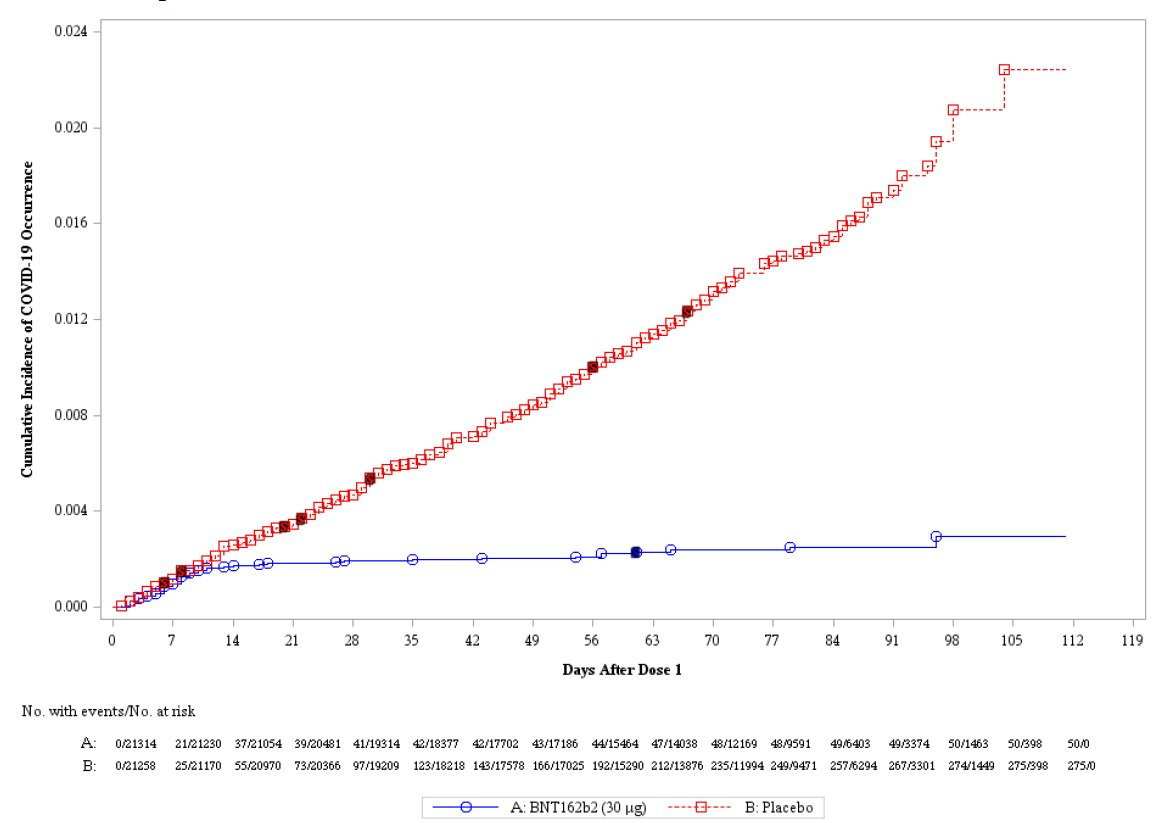 0.024
0.020
0.016
0.012
0.008
0.004
0.000
Cumulative Incidence of COVID-19 Occurrence
0 7 14 21 28 35 42 49 56 63 70 77 84 91 98 105 112 119
Days After Dose 1
No. with events/No. at risk
A: 0/21314 21/21230 37/21054 39/20481 41/19314 42/18377 42/17702 43/17186 44/15464 47/14038 48/12169 48/9591 49/6403 49/3374 50/1463 50/398 50/0
B: 0/21258 25/21170 55/20970 73/20366 97/19209 123/18218 143/17578 166/17025 192/15290 212/13876 235/11994 249/9471 257/6294 267/3301 274/1449 275/398 275/0
A: BNT162b2 (30 μg) B: Placebo